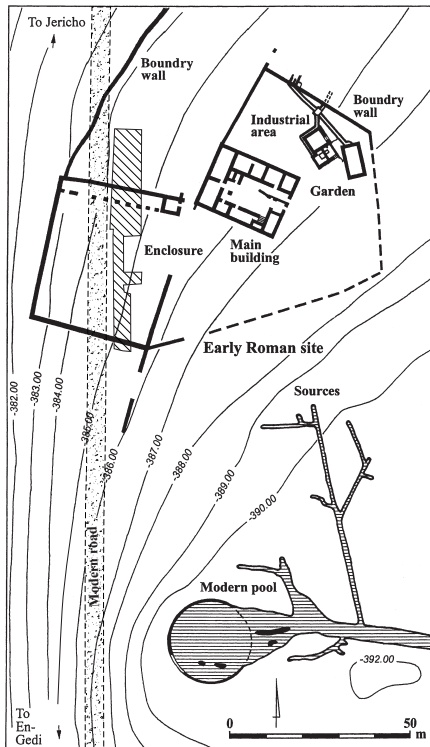 To Jericho
Boundry
wall
Industrial
area
Boundry
wall
Garden
Enclosure
Main
building
Early Roman site
Sources
-382.00
-383.00
-384.00
-385.00
-386.00
-387.00
-388.00
-389.00
-390.00
Modern road
Modern pool
-392.00
To
En-
Gedi
0
50
m